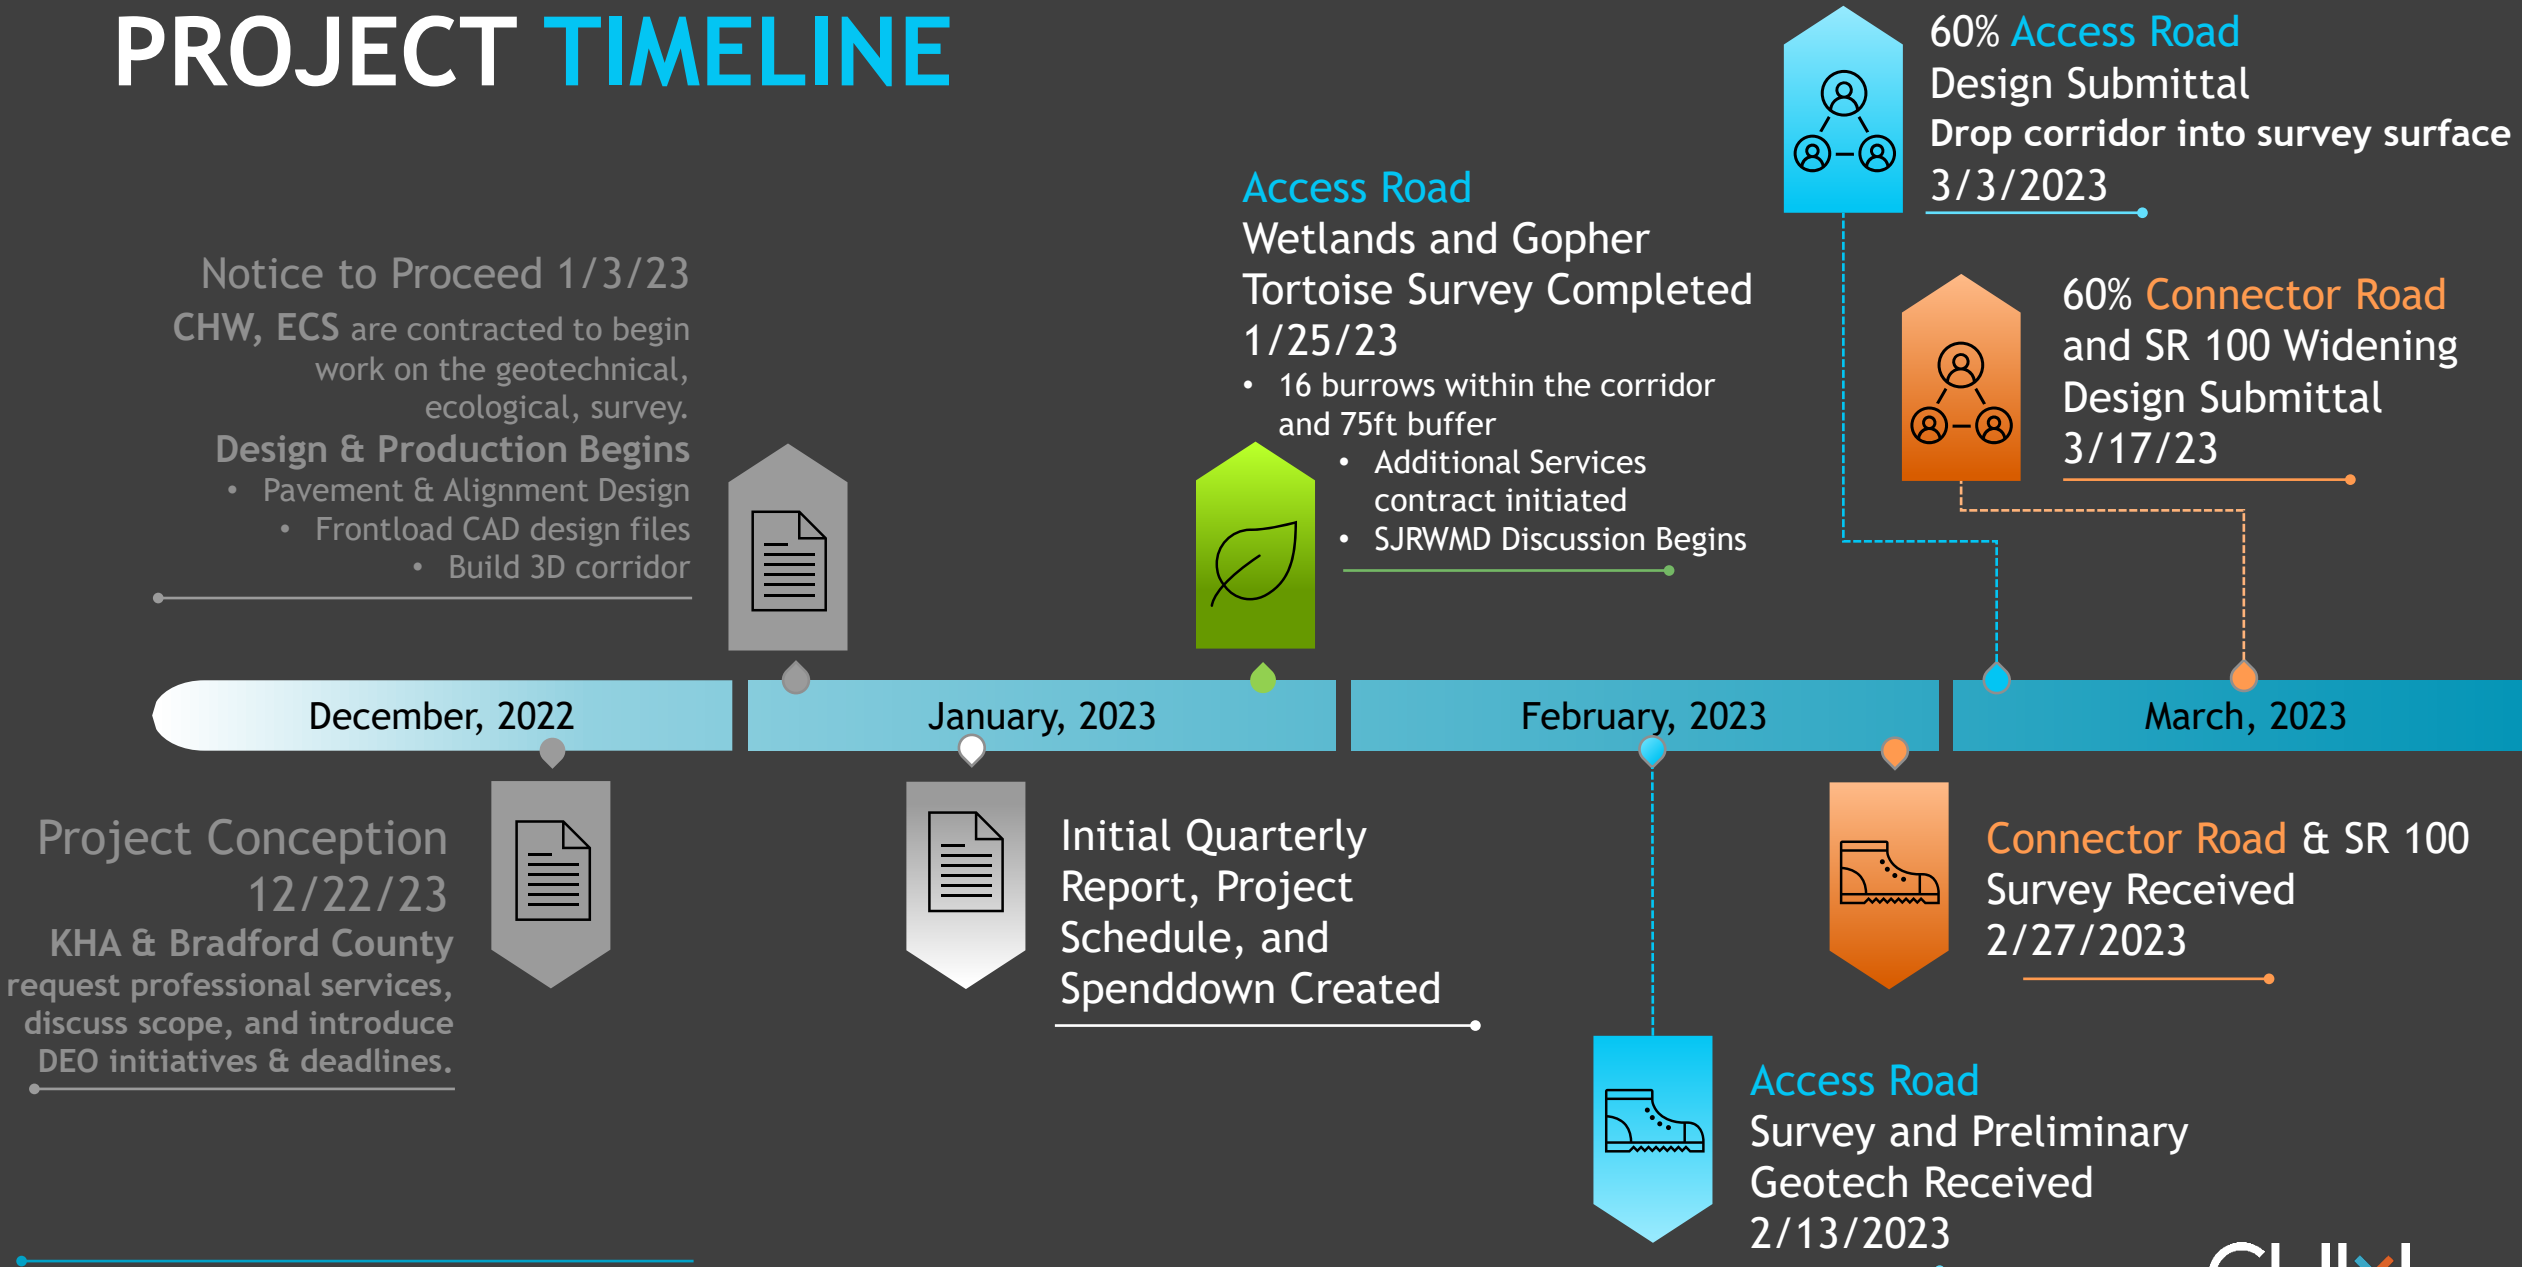 PROJECT TIMELINE
60% Access Road
Design Submittal
Drop corridor into survey surface
3/3/2023
Access Road
Wetlands and Gopher
Tortoise Survey Completed
1/25/23
• 16 burrows within the corridor
and 75ft buffer
• Additional Services
contract initiated
• SJRWMD Discussion Begins
Notice to Proceed 1/3/23
CHW, ECS are contracted to begin
work on the geotechnical,
ecological, survey.
Design & Production Begins
• Pavement & Alignment Design
• Frontload CAD design files
• Build 3D corridor
60% Connector Road
and SR 100 Widening
Design Submittal
3/17/23
December, 2022
January, 2023
February, 2023
March, 2023
Project Conception
12/22/23
KHA & Bradford County
request professional services,
discuss scope, and introduce
DEO initiatives & deadlines.
Initial Quarterly
Report, Project
Schedule, and
Spenddown Created
Connector Road & SR 100
Survey Received
2/27/2023
Access Road
Survey and Preliminary
Geotech Received
2/13/2023